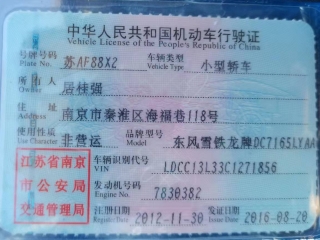 中华人民共和国机动车行驶证
Vehicle License of the People's Republic of China
号牌号码 苏AF88X2 车辆类型 小型轿车
Plate No. Vehicle Type
所有人 居桂强
Owner
住址 南京市秦淮区海福巷118号
Address
使用性质 非营运 品牌型号 东风雪铁龙牌DC7165LYAA
Use Character Model
江苏省南京
市公安局
交通管理局
车辆识别代号 LDCC13L33C1271856
VIN
发动机号码 7830382
Engine No.
注册日期 2012-11-30 发证日期 2016-08-20
Register Date Issue Date